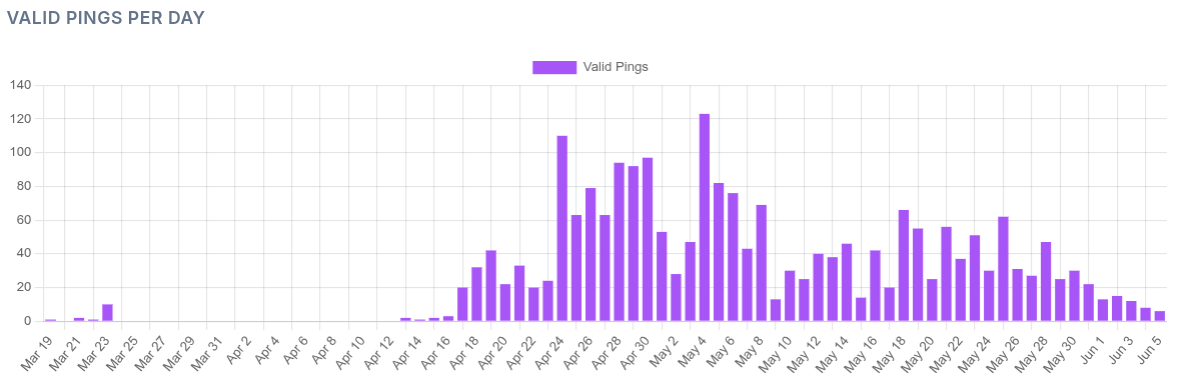 VALID PINGS PER DAY
Valid Pings
140
120
100
80
60
40
20
0
Mar 19
Mar 21
Mar 23
Mar 25
Mar 27
Mar 29
Mar 31
Apr 2
Apr 4
Apr 6
Apr 8
Apr 10
Apr 12
Apr 14
Apr 16
Apr 18
Apr 20
Apr 22
Apr 24
Apr 26
Apr 28
Apr 30
May 2
May 4
May 6
May 8
May 10
May 12
May 14
May 16
May 18
May 20
May 22
May 24
May 26
May 28
May 30
Jun 1
Jun 3
Jun 5